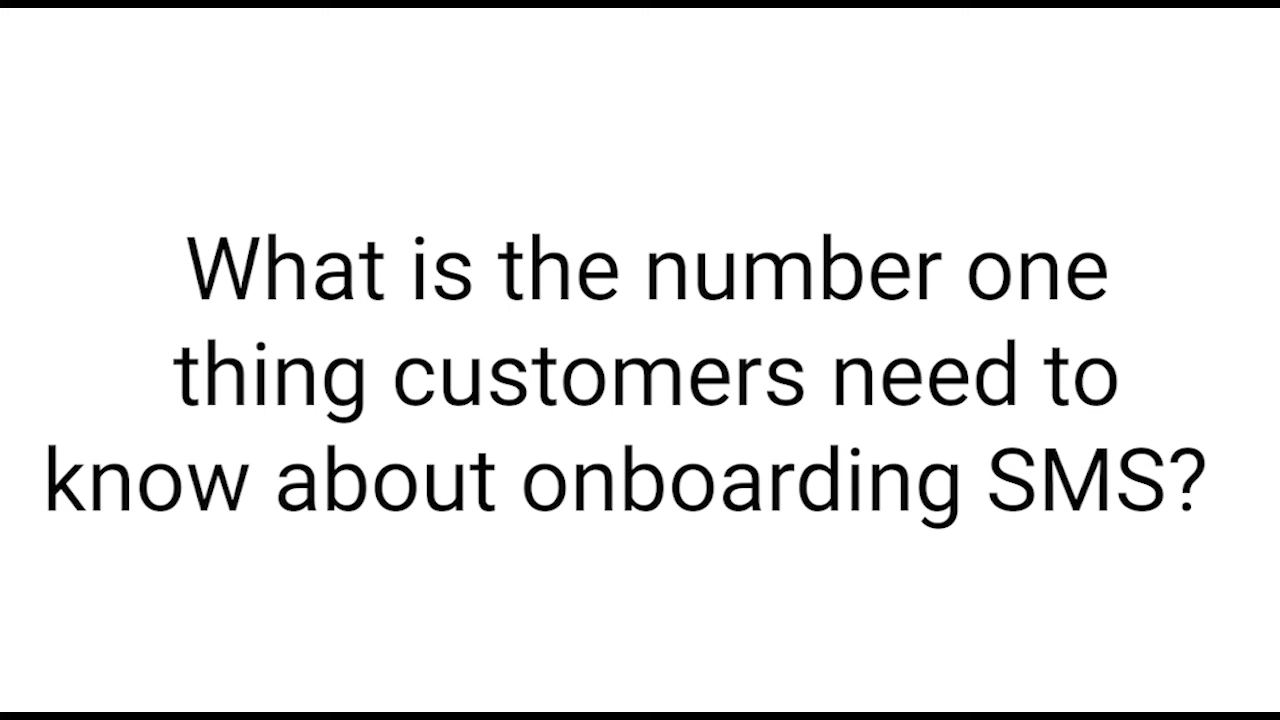 What is the number one
thing customers need to
know about onboarding SMS?